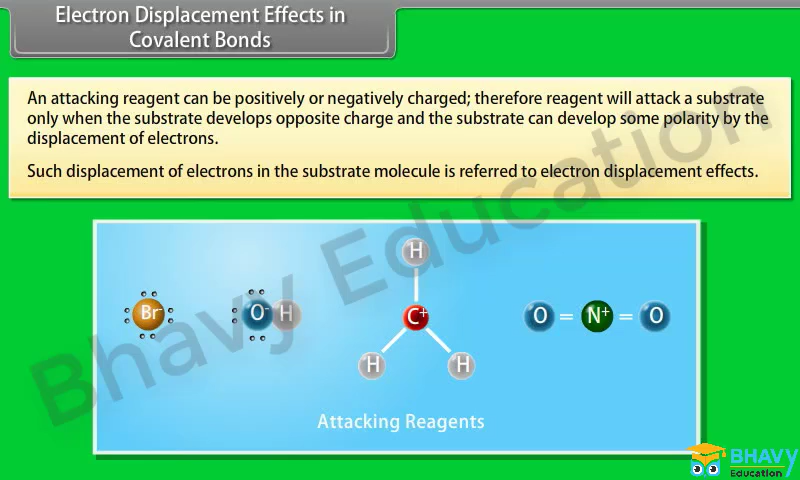 Electron Displacement Effects in
Covalent Bonds
An attacking reagent can be positively or negatively charged; therefore reagent will attack a substrate
only when the substrate develops opposite charge and the substrate can develop some polarity by the
displacement of electrons.
Such displacement of electrons in the substrate molecule is referred to electron displacement effects.
Bhavy Education
H
Br⁻ O⁻ H C⁺ O = N⁺ = O
H H
Attacking Reagents
BHAVY
Education